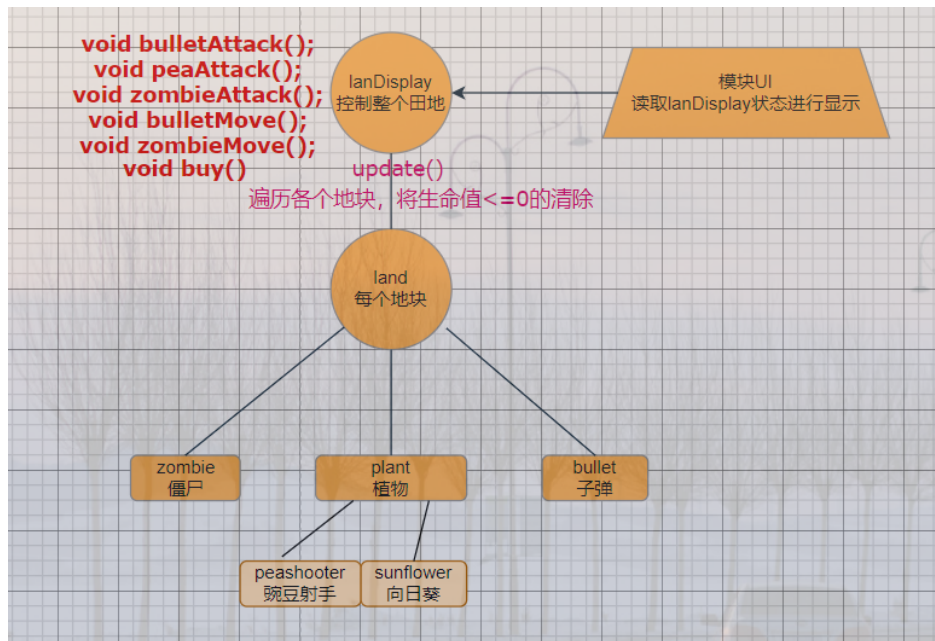 void bulletAttack();
void peaAttack();
void zombieAttack();
void bulletMove();
void zombieMove();
void buy()
lanDisplay
控制整个田地
模块UI
读取lanDisplay状态进行显示
update()
遍历各个地块，将生命值<=0的清除
land
每个地块
zombie
僵尸
plant
植物
bullet
子弹
peashooter
豌豆射手
sunflower
向日葵